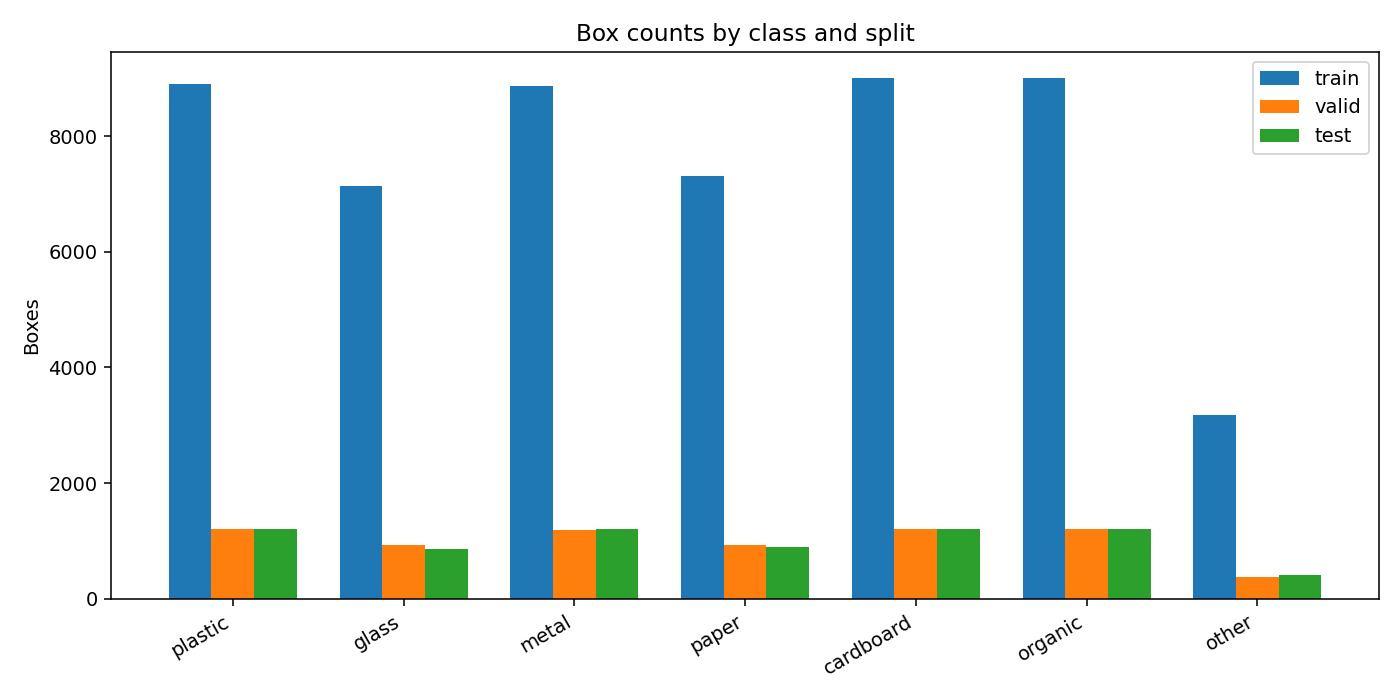 Box counts by class and split
train
valid
test
Boxes
8000
6000
4000
2000
0
plastic
glass
metal
paper
cardboard
organic
other